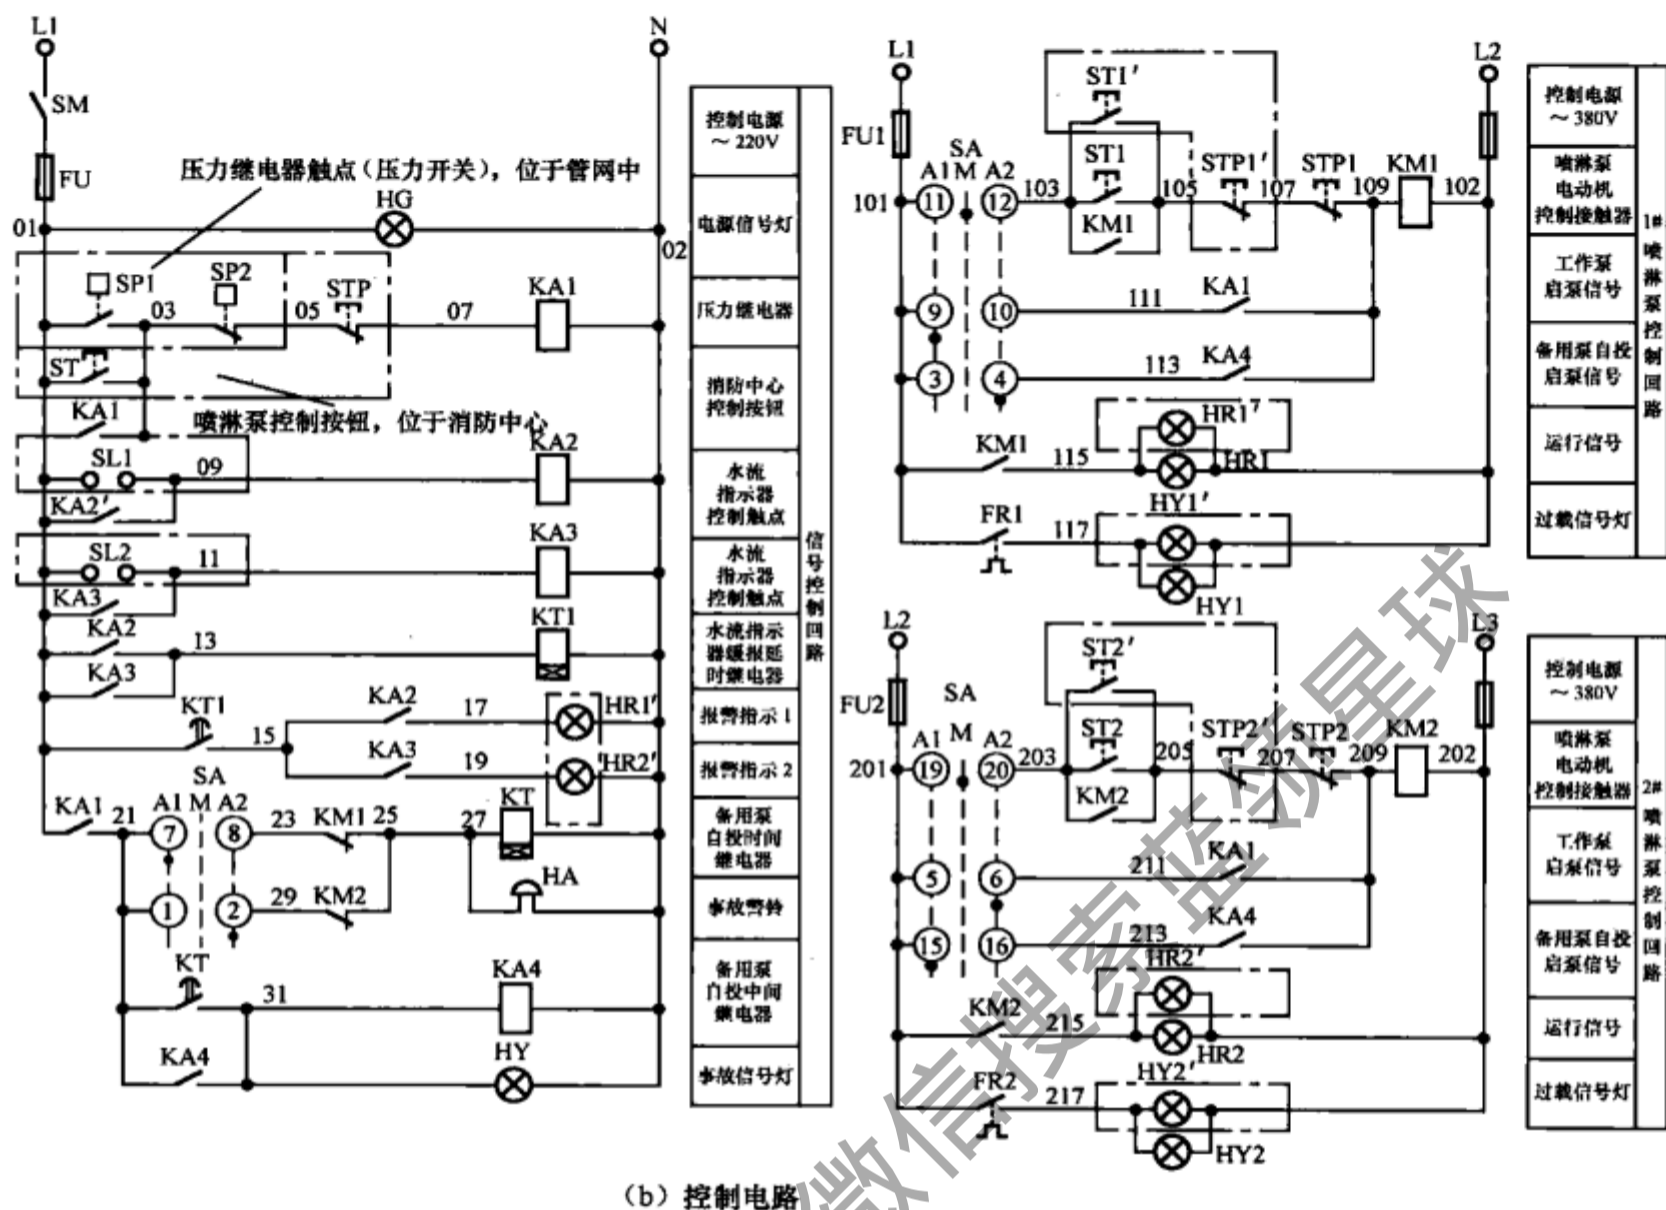 L1
N
SM
FU
压力继电器触点（压力开关），位于管网中
HG
01
02
SP1
SP2
STP
KA1
03
05
07
ST
KA1
喷淋泵控制按钮，位于消防中心
KA2
SL1
09
KA2'
KA3
SL2
11
KA3
KA2
13
KT1
KA3
KT1
KA2
17
HR1'
15
KA3
19
HR2'
SA
KA1
21
A1
M
A2
7
8
23
KM1
25
27
KT
HA
1
2
29
KM2
KT
31
KA4
KA4
HY
控制电源
～220V
电源信号灯
压力继电器
消防中心
控制按钮
水流
指示器
控制触点
水流
指示器
控制触点
水流指示
器缓报延
时继电器
报警指示1
报警指示2
备用泵
自投时间
继电器
事故警铃
备用泵
自投中间
继电器
事故信号灯
信号控制回路
L1
L2
FU1
ST1'
SA
A1
M
A2
ST1
STP1'
STP1
KM1
101
11
12
103
105
107
109
102
KM1
9
10
111
KA1
3
4
113
KA4
HR1'
KM1
115
HR1
HY1'
FR1
117
HY1
控制电源
～380V
喷淋泵
电动机
控制接触器
工作泵
启泵信号
备用泵自投
启泵信号
运行信号
过载信号灯
1#喷淋泵控制回路
L2
L3
FU2
ST2'
SA
A1
M
A2
ST2
STP2'
STP2
KM2
201
19
20
203
205
207
209
202
KM2
5
6
211
KA1
15
16
213
KA4
HR2'
KM2
215
HR2
HY2'
FR2
217
HY2
控制电源
～380V
喷淋泵
电动机
控制接触器
工作泵
启泵信号
备用泵自投
启泵信号
运行信号
过载信号灯
2#喷淋泵控制回路
（b）控制电路
微信搜索蓝领星球